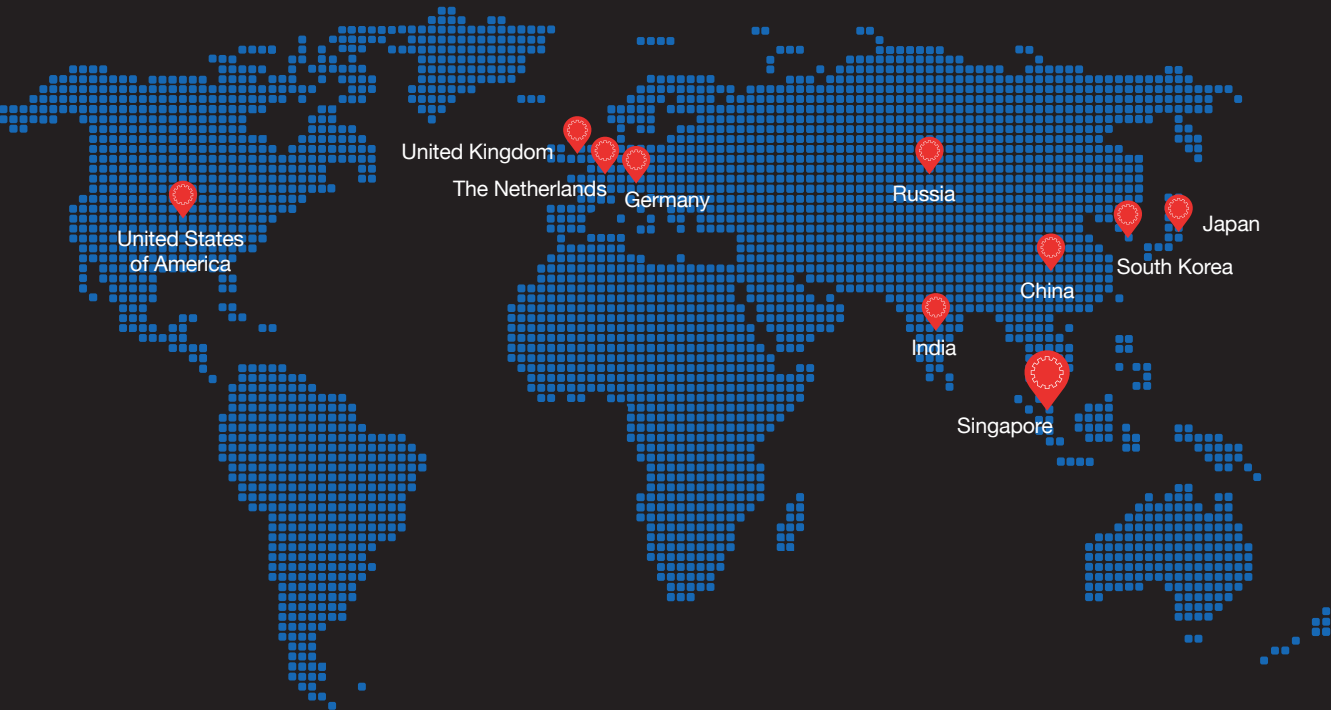 United Kingdom
The Netherlands
Germany
Russia
United States
of America
Japan
South Korea
China
India
Singapore